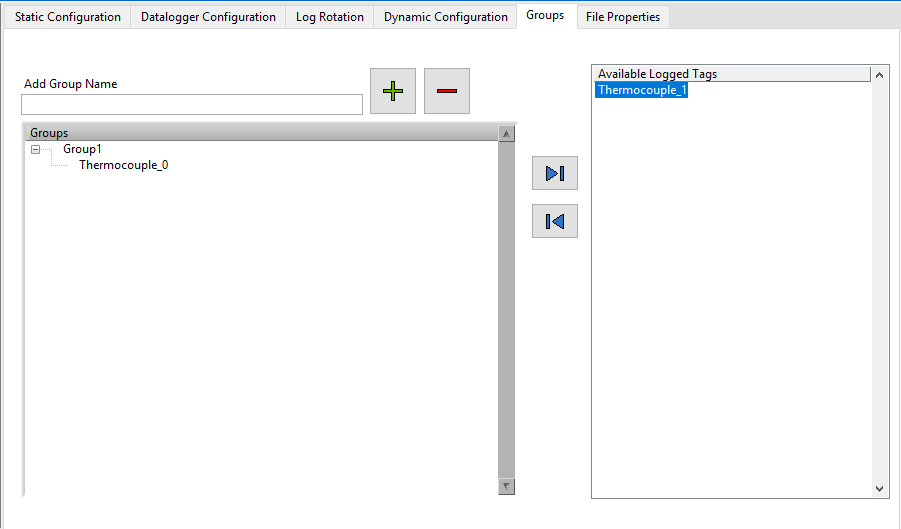 Static Configuration
Datalogger Configuration
Log Rotation
Dynamic Configuration
Groups
File Properties
Add Group Name
Groups
Group1
Thermocouple_0
Available Logged Tags
Thermocouple_1